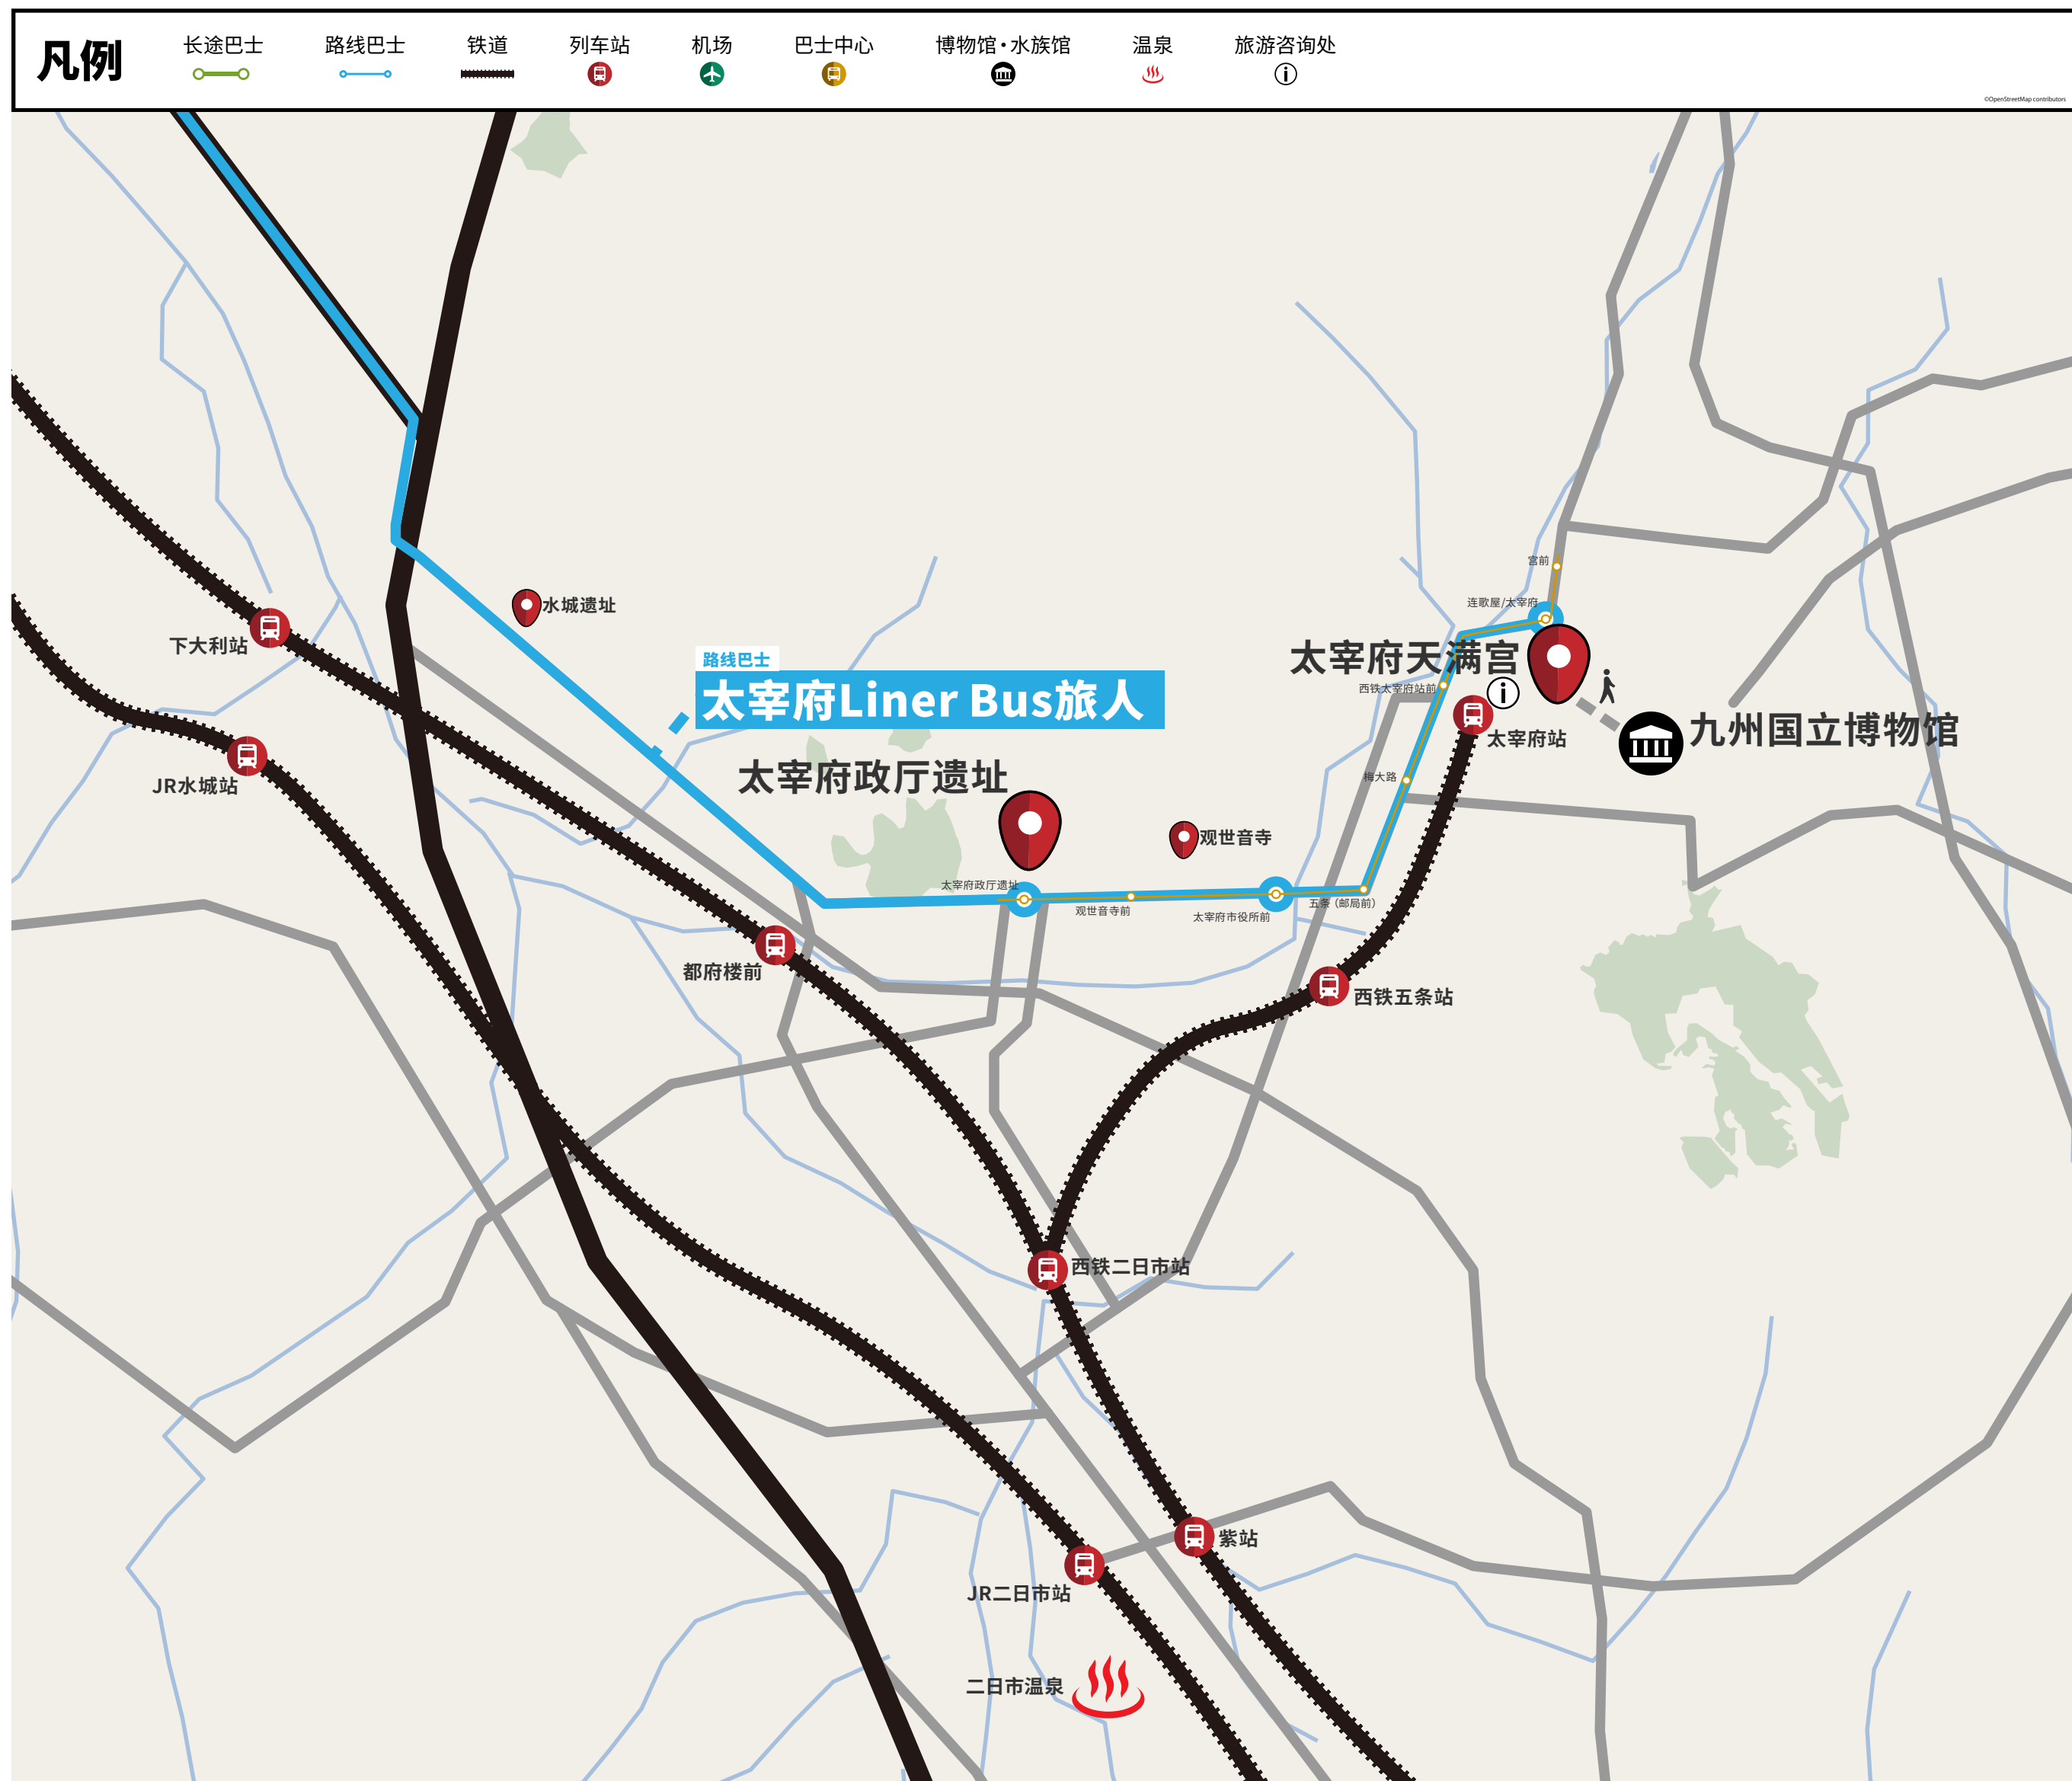 凡例
长途巴士
路线巴士
铁道
列车站
机场
巴士中心
博物馆・水族馆
温泉
旅游咨询处
©OpenStreetMap contributors
宫前
连歌屋/太宰府
水城遗址
下大利站
太宰府天满宫
路线巴士
太宰府Liner Bus旅人
西铁太宰府站前
太宰府站
九州国立博物馆
JR水城站
太宰府政厅遗址
梅大路
观世音寺
太宰府政厅遗址
观世音寺前
太宰府市役所前
五条（邮局前）
都府楼前
西铁五条站
西铁二日市站
紫站
JR二日市站
二日市温泉